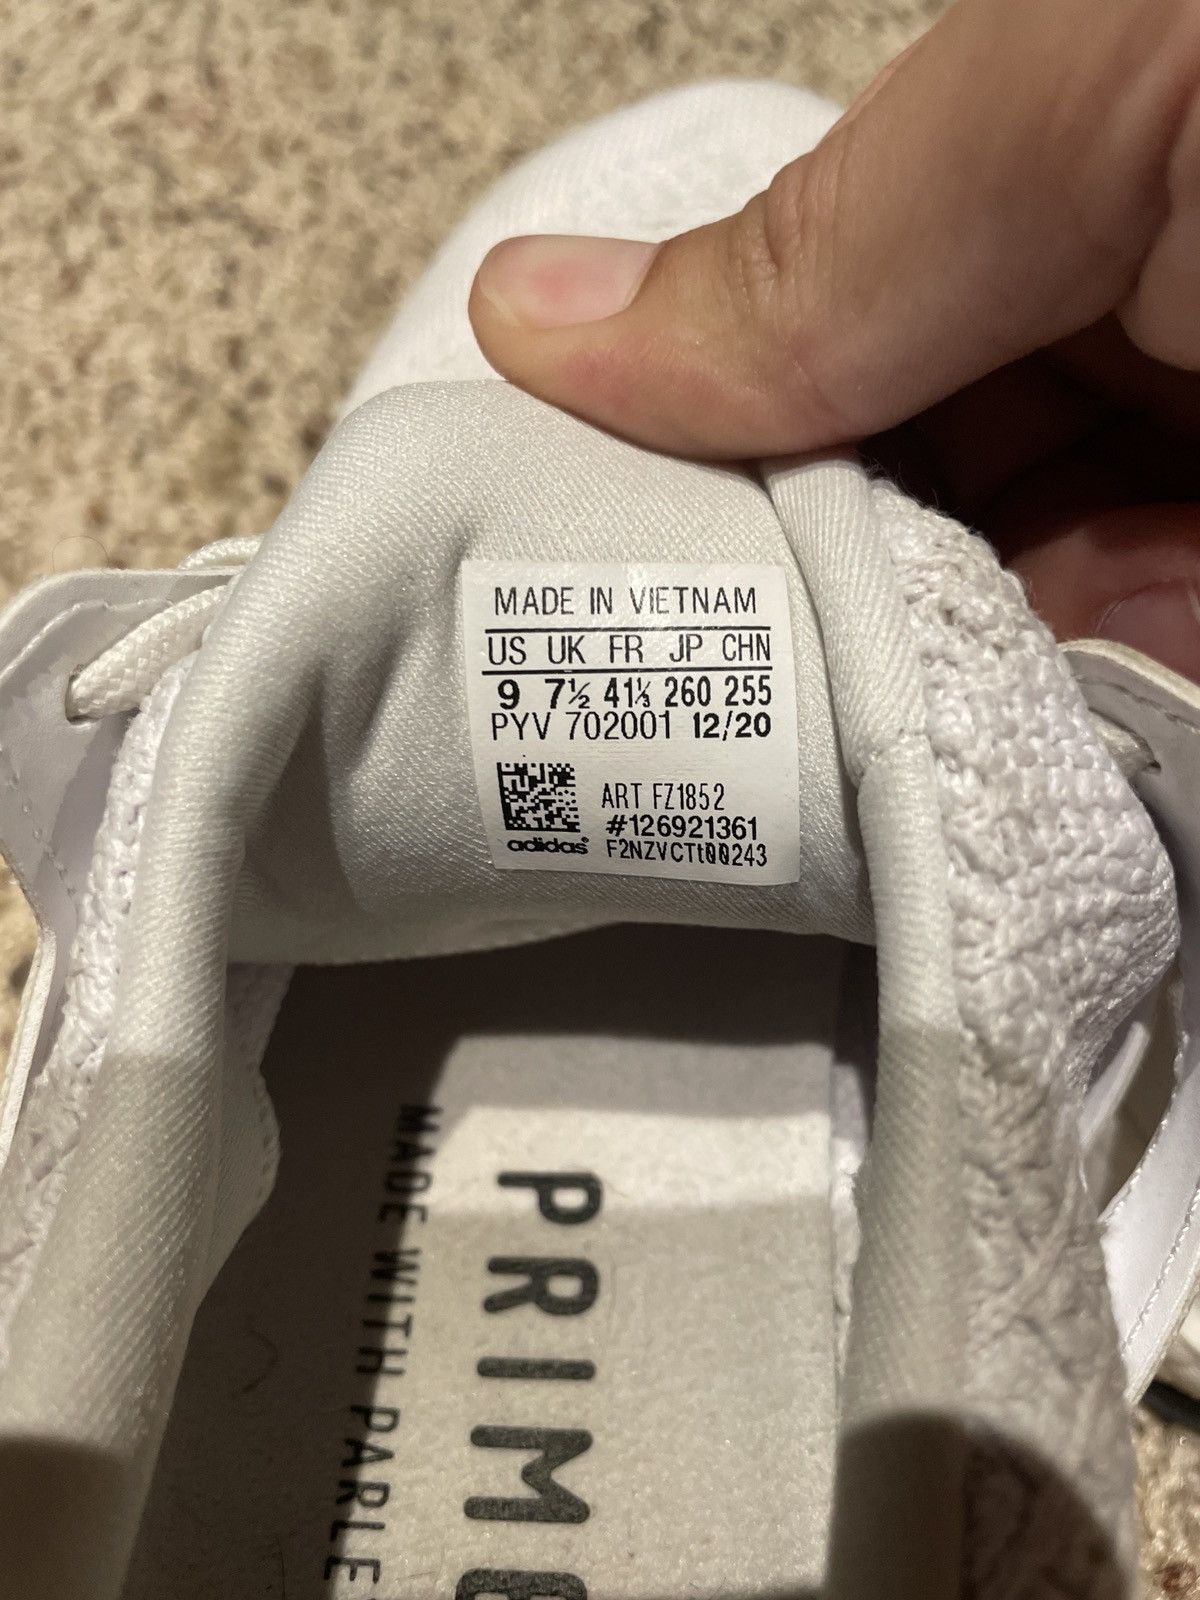 MADE IN VIETNAM
US UK FR JP CHN
9 7½ 41⅓ 260 255
PYV 702001 12/20
ART FZ1852
#126921361
adidas® F2NZVCTt00243
PRIME
MADE WITH PARLE